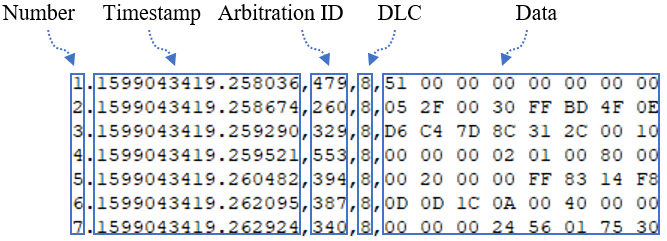 Number Timestamp Arbitration ID DLC Data
1.1599043419.258036,479,8,51 00 00 00 00 00 00 00
2.1599043419.258674,260,8,05 2F 00 30 FF BD 4F 0E
3.1599043419.259290,329,8,D6 C4 7D 8C 31 2C 00 10
4.1599043419.259521,553,8,00 00 00 02 01 00 80 00
5.1599043419.260482,394,8,00 20 00 00 FF 83 14 F8
6.1599043419.262095,387,8,0D 0D 1C 0A 00 40 00 00
7.1599043419.262924,340,8,00 00 00 24 56 01 75 30